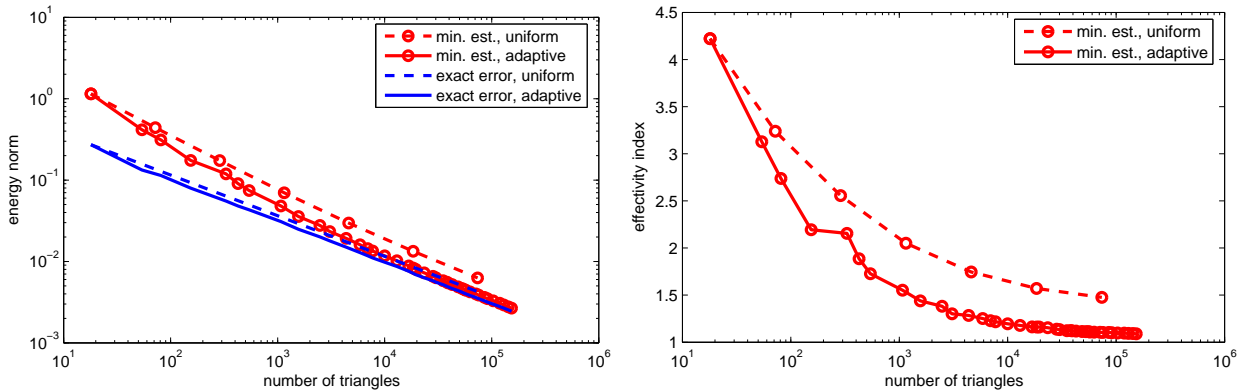 10^1
10^0
10^-1
10^-2
10^-3
energy norm
10^1
10^2
10^3
10^4
10^5
10^6
number of triangles
min. est., uniform
min. est., adaptive
exact error, uniform
exact error, adaptive
4.5
4
3.5
3
2.5
2
1.5
1
effectivity index
10^1
10^2
10^3
10^4
10^5
10^6
number of triangles
min. est., uniform
min. est., adaptive